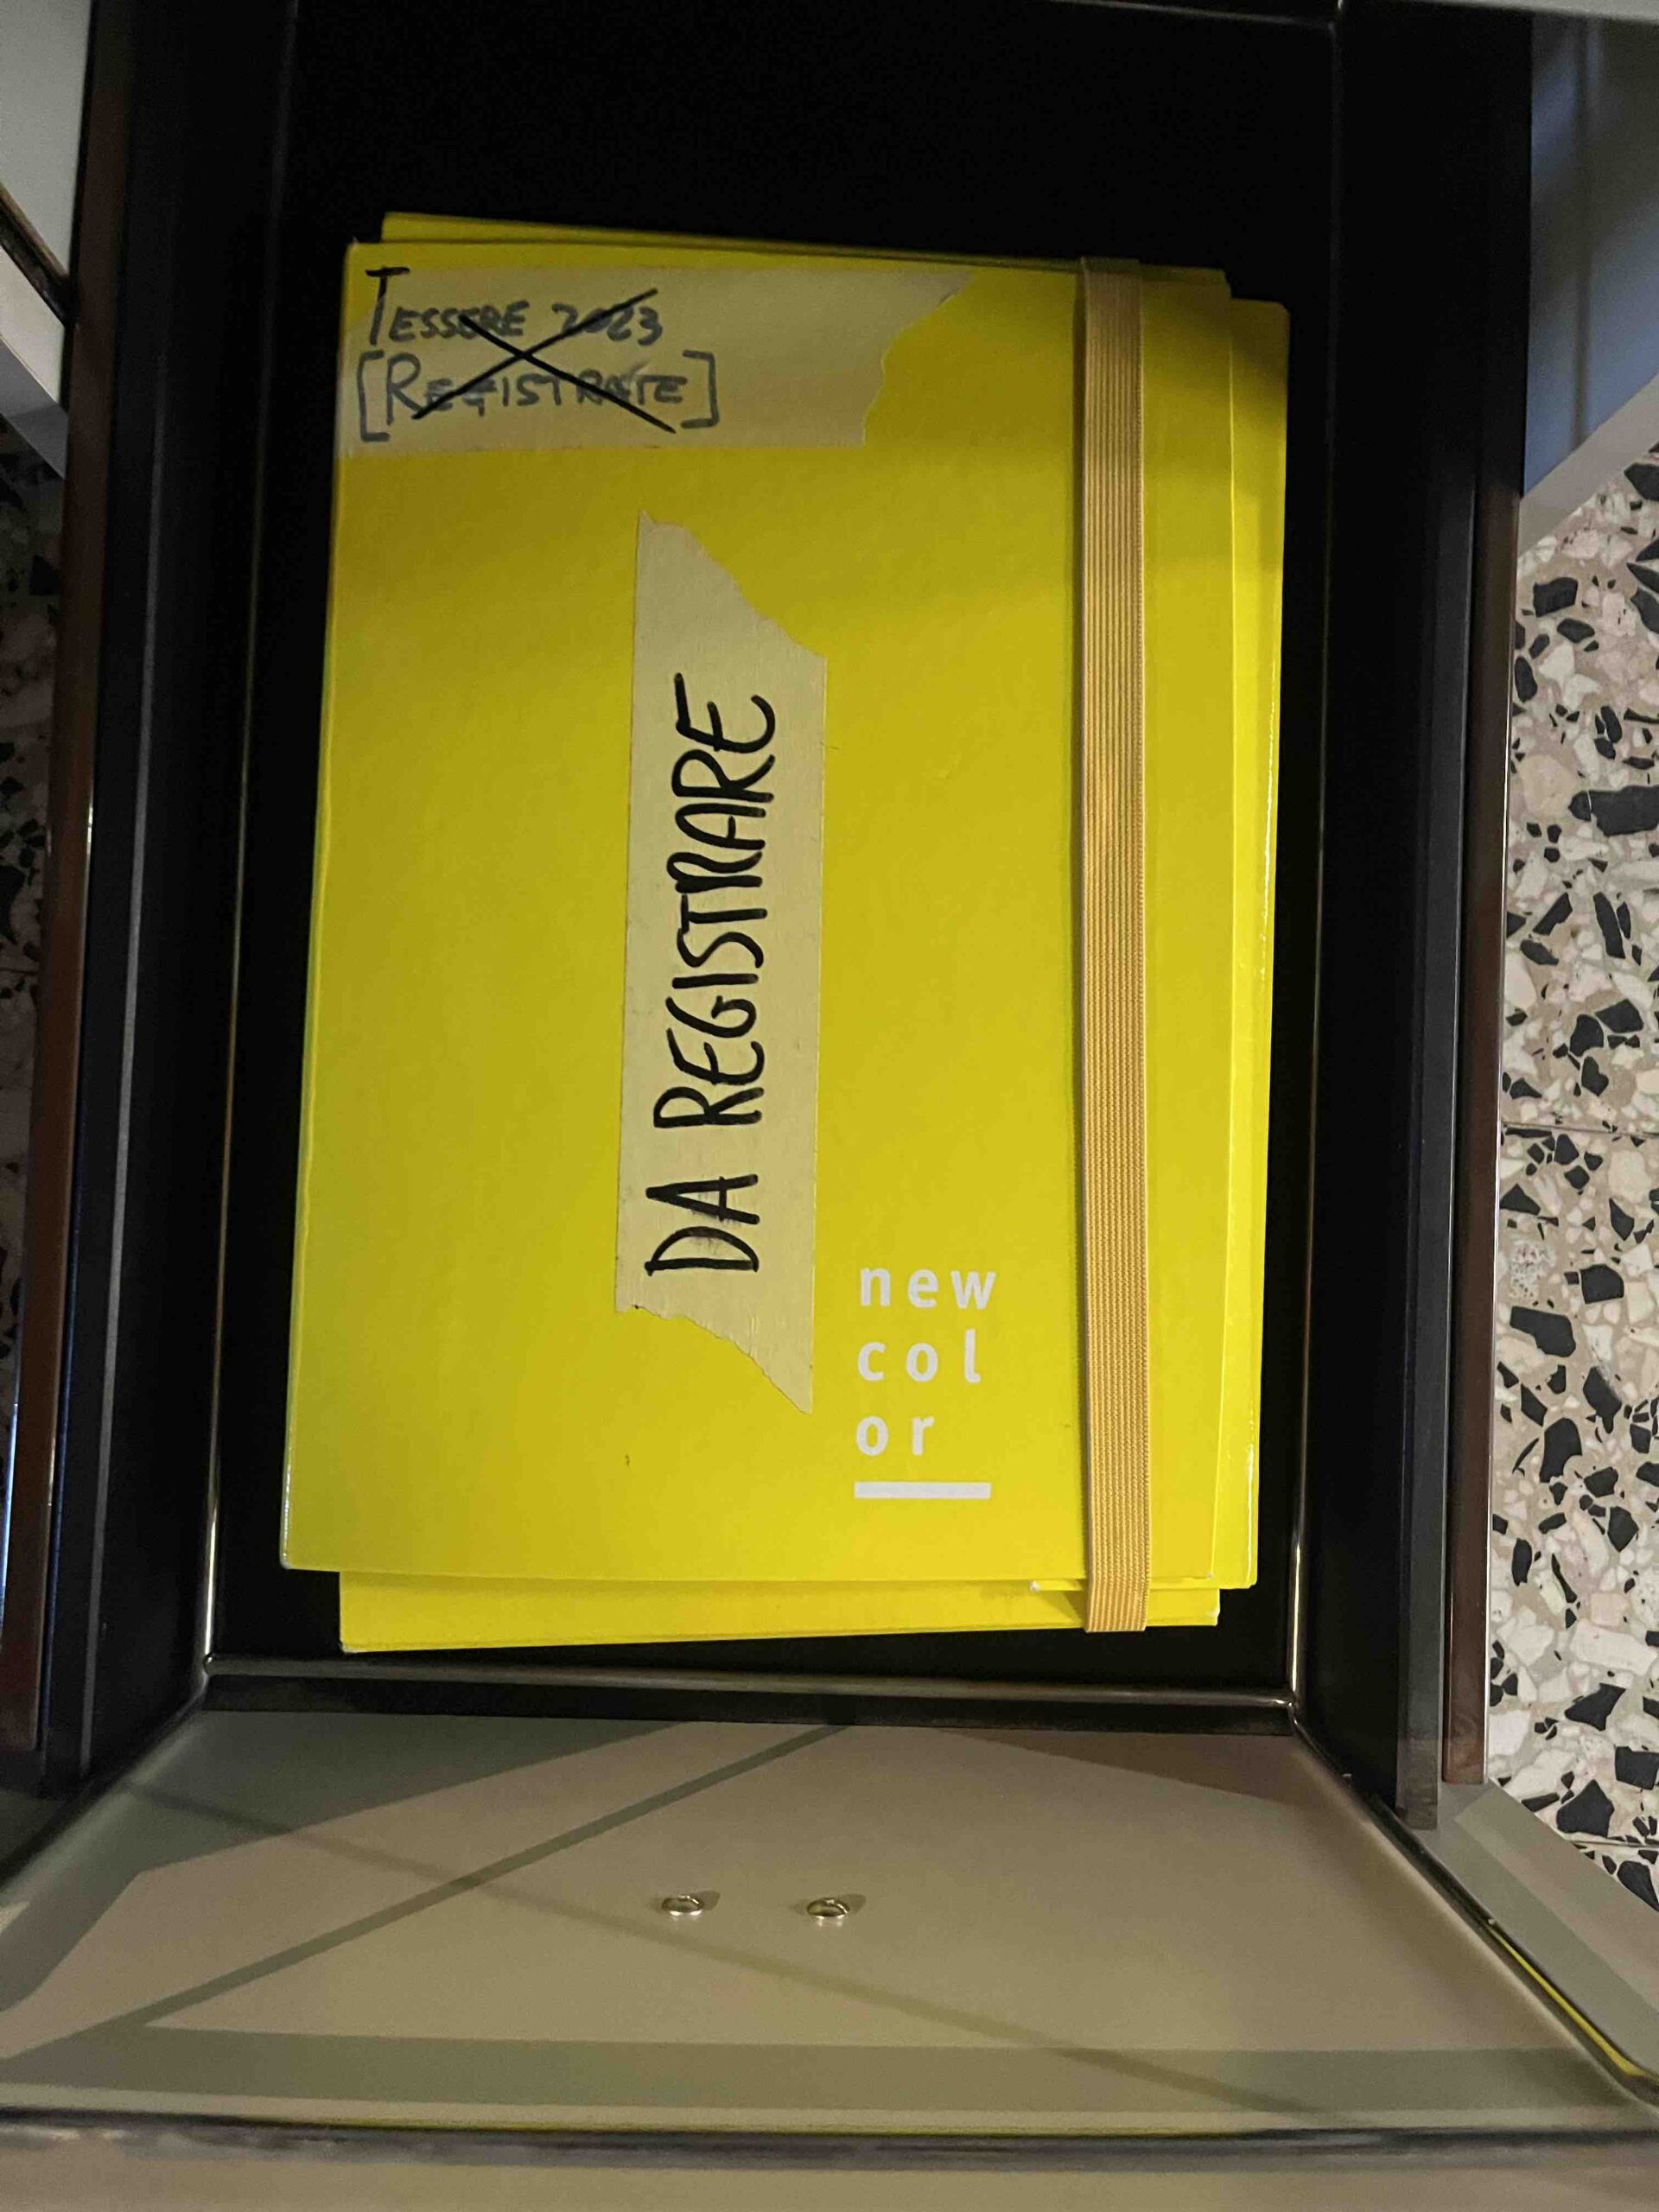 TESSERE 2023
[REGISTRATE]
DA REGISTRARE
new
col
or